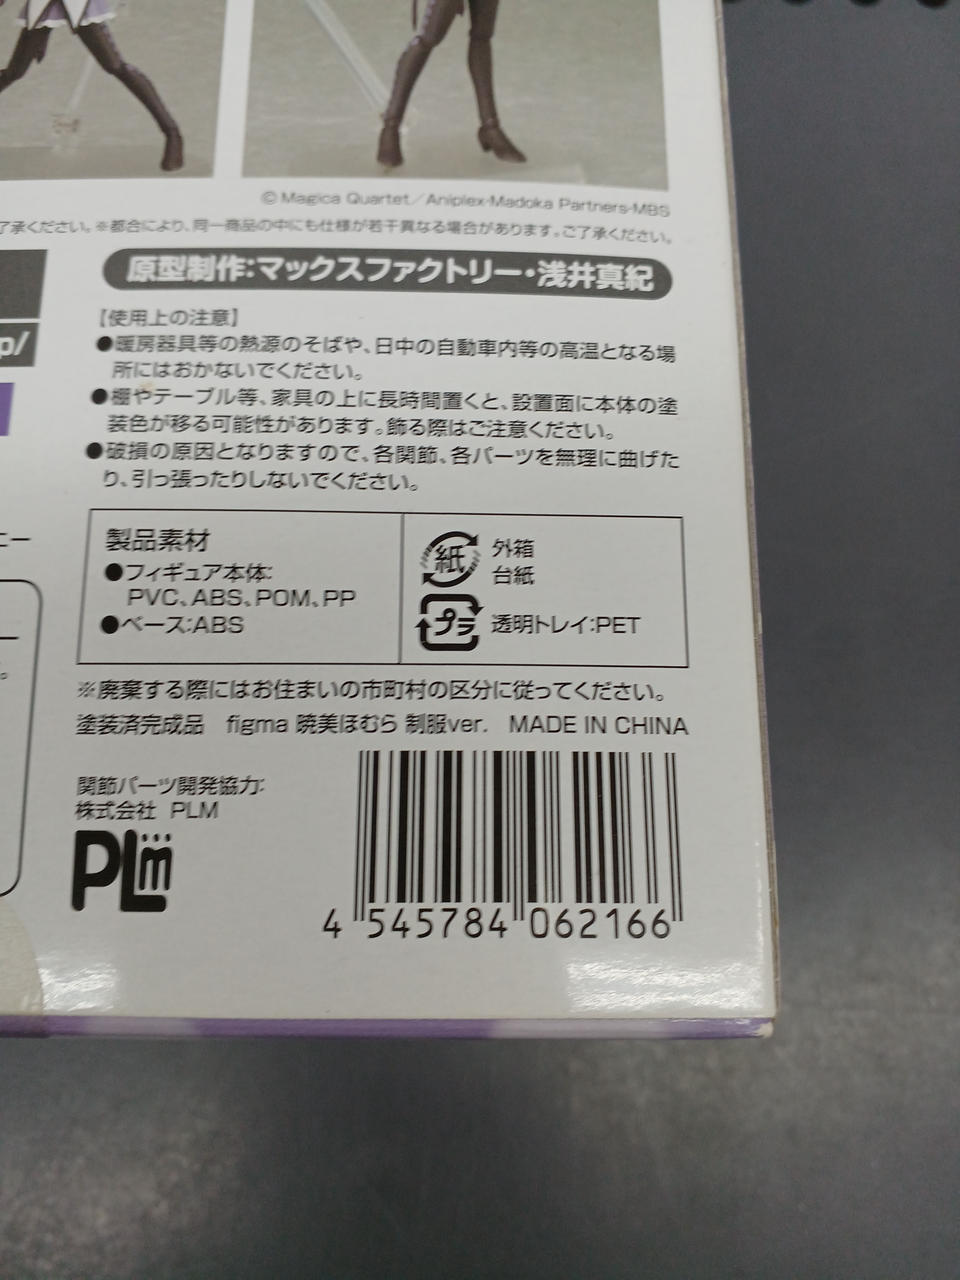 © Magica Quartet／Aniplex・Madoka Partners・MBS
了承ください。※都合により、同一商品の中にも仕様が若干異なる場合があります。ご了承ください。
原型制作：マックスファクトリー・浅井真紀
p/
【使用上の注意】
●暖房器具等の熱源のそばや、日中の自動車内等の高温となる場
所にはおかないでください。
●棚やテーブル等、家具の上に長時間置くと、設置面に本体の塗
装色が移る可能性があります。飾る際はご注意ください。
●破損の原因となりますので、各関節、各パーツを無理に曲げた
り、引っ張ったりしないでください。
ニー
製品素材
●フィギュア本体：
PVC、ABS、POM、PP
●ベース：ABS
紙
外箱
台紙
プラ
透明トレイ：PET
※廃棄する際にはお住まいの市町村の区分に従ってください。
塗装済完成品 figma 暁美ほむら 制服ver. MADE IN CHINA
関節パーツ開発協力：
株式会社 PLM
PLm
4 545784 062166